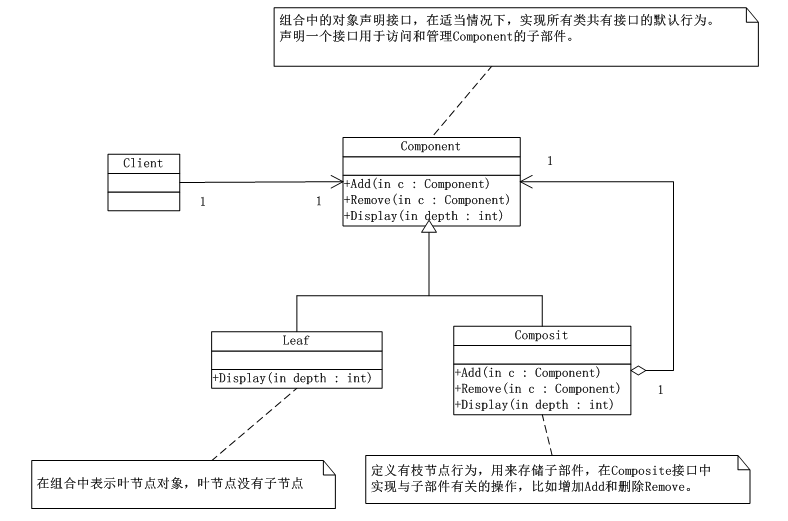 组合中的对象声明接口，在适当情况下，实现所有类共有接口的默认行为。
声明一个接口用于访问和管理Component的子部件。
Component
+Add(in c : Component)
+Remove(in c : Component)
+Display(in depth : int)
Client
1
1
1
Leaf
+Display(in depth : int)
Composit
+Add(in c : Component)
+Remove(in c : Component)
+Display(in depth : int)
1
在组合中表示叶节点对象，叶节点没有子节点
定义有枝节点行为，用来存储子部件，在Composite接口中
实现与子部件有关的操作，比如增加Add和删除Remove。